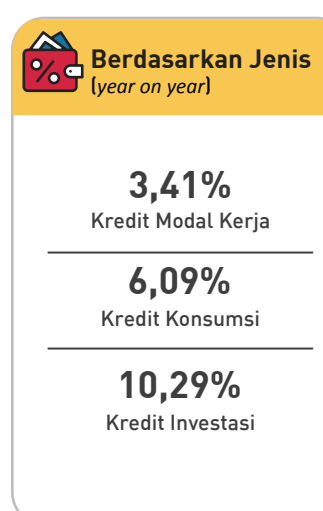 Berdasarkan Jenis
(year on year)
3,41%
Kredit Modal Kerja
6,09%
Kredit Konsumsi
10,29%
Kredit Investasi